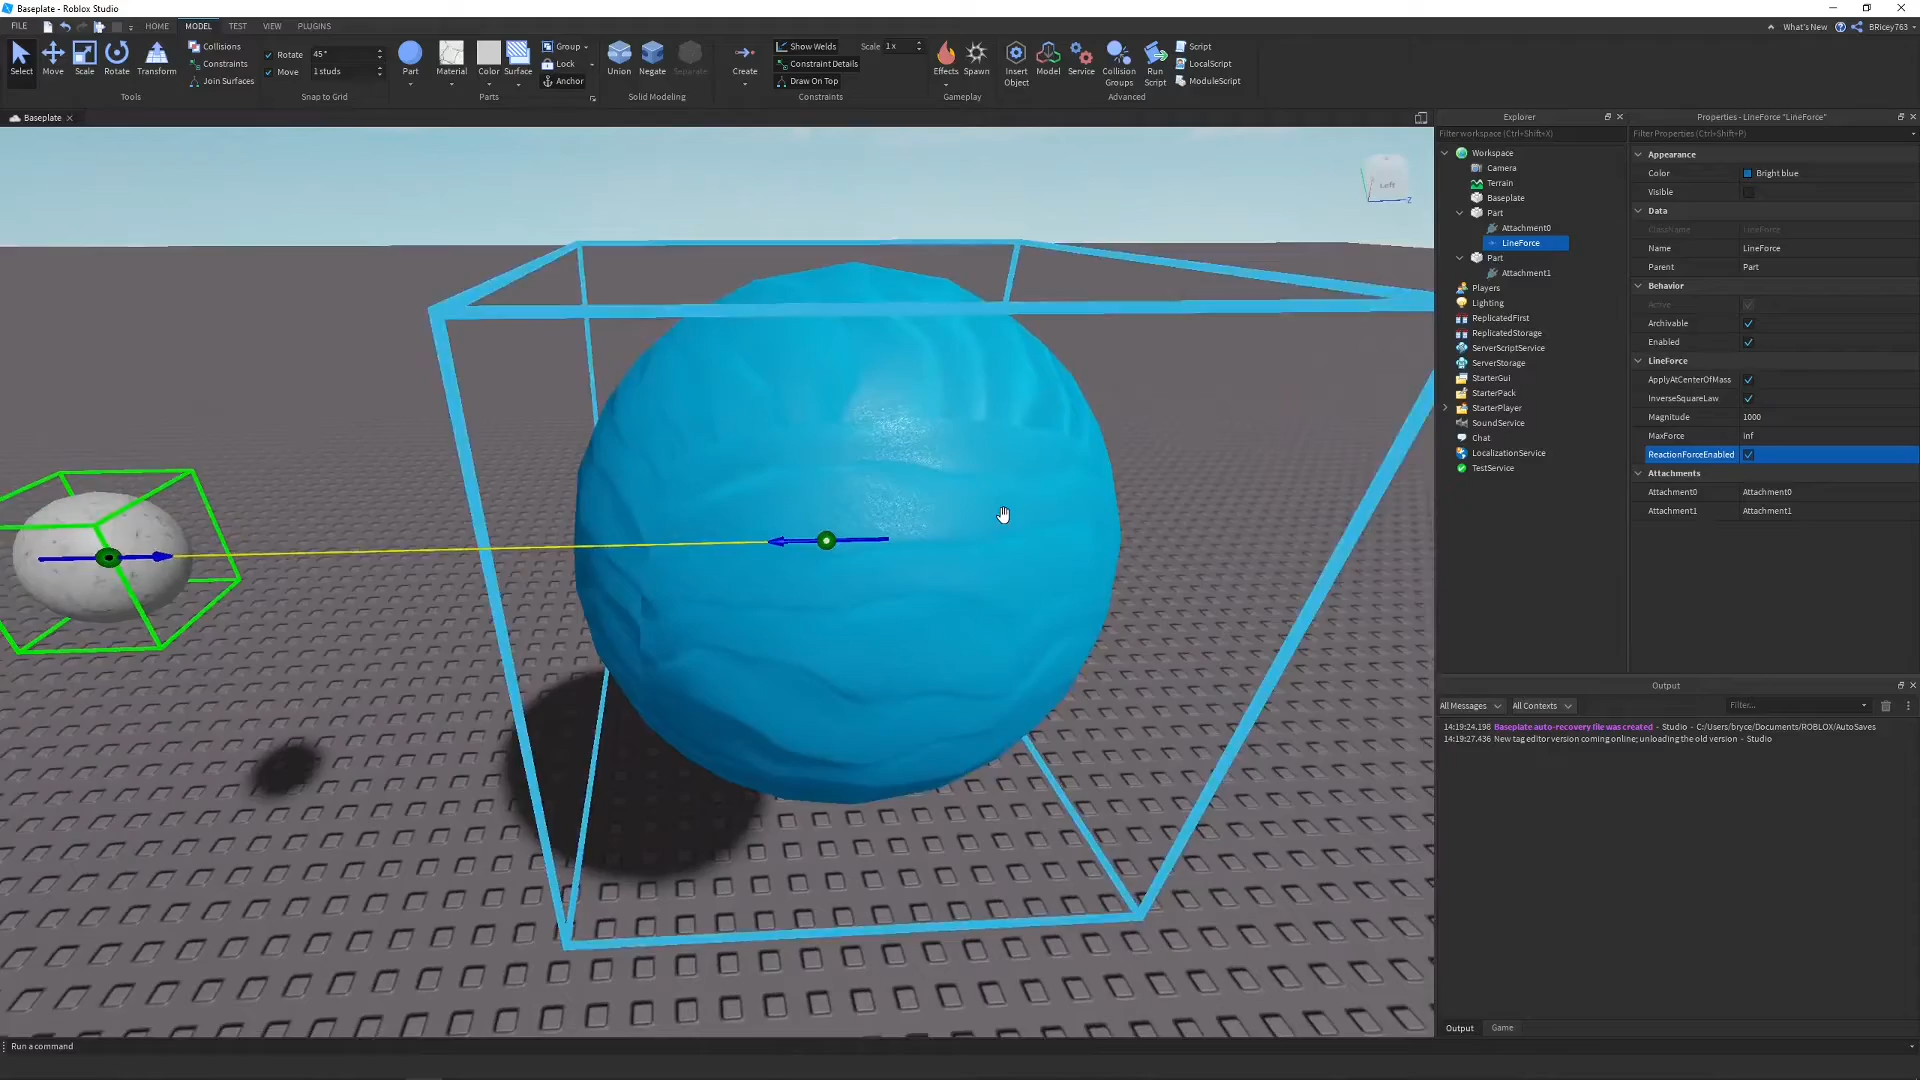 Baseplate - Roblox Studio
FILE HOME MODEL TEST VIEW PLUGINS What's New BRicey763
Select Move Scale Rotate Transform
Collisions
Constraints
Join Surfaces
Tools
Rotate 45°
Move 1 studs
Snap to Grid
Part Material Color Surface
Group
Lock
Anchor
Parts
Union Negate Separate
Solid Modeling
Create
Show Welds Scale 1 x
Constraint Details
Draw On Top
Constraints
Effects Spawn
Gameplay
Insert Object Model Service Collision Groups Run Script
Script
LocalScript
ModuleScript
Advanced
Baseplate
Left
Z
Explorer
Filter workspace (Ctrl+Shift+X)
Workspace
Camera
Terrain
Baseplate
Part
Attachment0
LineForce
Part
Attachment1
Players
Lighting
ReplicatedFirst
ReplicatedStorage
ServerScriptService
ServerStorage
StarterGui
StarterPack
StarterPlayer
SoundService
Chat
LocalizationService
TestService
Properties - LineForce "LineForce"
Filter Properties (Ctrl+Shift+P)
Appearance
Color Bright blue
Visible
Data
ClassName LineForce
Name LineForce
Parent Part
Behavior
Active
Archivable
Enabled
LineForce
ApplyAtCenterOfMass
InverseSquareLaw
Magnitude 1000
MaxForce inf
ReactionForceEnabled
Attachments
Attachment0 Attachment0
Attachment1 Attachment1
Output
All Messages All Contexts Filter...
14:19:24.198 Baseplate auto-recovery file was created - Studio - C:/Users/bryce/Documents/ROBLOX/AutoSaves
14:19:27.436 New tag editor version coming online; unloading the old version - Studio
Output Game
Run a command